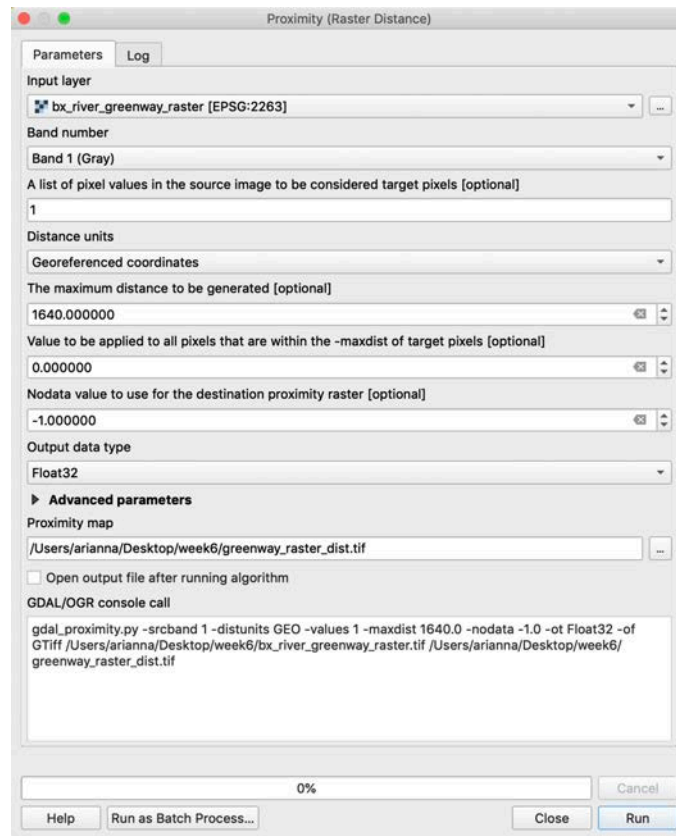 Proximity (Raster Distance)
Parameters Log
Input layer
bx_river_greenway_raster [EPSG:2263]
...
Band number
Band 1 (Gray)
A list of pixel values in the source image to be considered target pixels [optional]
1
Distance units
Georeferenced coordinates
The maximum distance to be generated [optional]
1640.000000
Value to be applied to all pixels that are within the -maxdist of target pixels [optional]
0.000000
Nodata value to use for the destination proximity raster [optional]
-1.000000
Output data type
Float32
Advanced parameters
Proximity map
/Users/arianna/Desktop/week6/greenway_raster_dist.tif
...
Open output file after running algorithm
GDAL/OGR console call
gdal_proximity.py -srcband 1 -distunits GEO -values 1 -maxdist 1640.0 -nodata -1.0 -ot Float32 -of
GTiff /Users/arianna/Desktop/week6/bx_river_greenway_raster.tif /Users/arianna/Desktop/week6/
greenway_raster_dist.tif
0%
Cancel
Help Run as Batch Process... Close Run